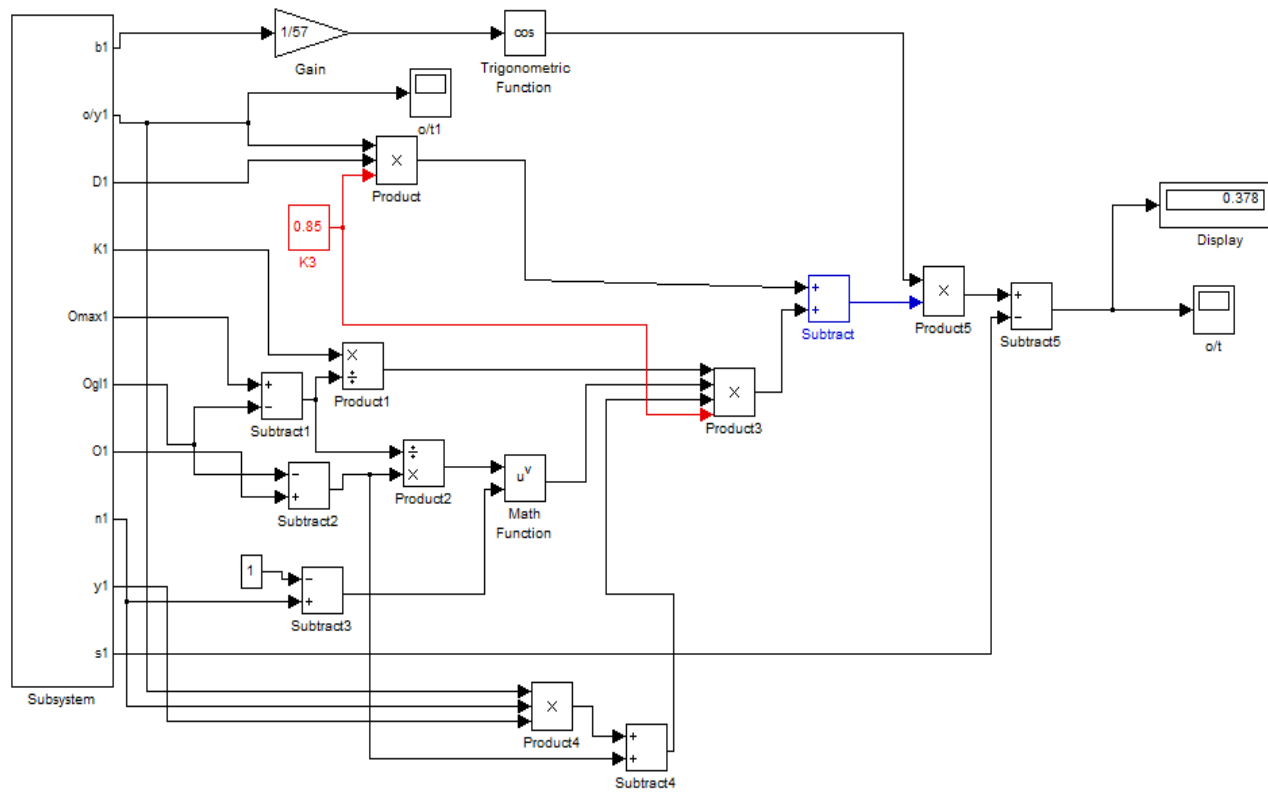 b1
1/57
Gain
cos
Trigonometric
Function
o/y1
o/t1
D1
×
Product
0.85
K3
K1
0.378
Display
+
+
Subtract
×
Product5
+
−
Subtract5
o/t
Omax1
×
÷
Product1
Ogl1
+
−
Subtract1
×
Product3
O1
−
+
Subtract2
÷
×
Product2
u^v
Math
Function
n1
1
−
+
Subtract3
y1
s1
Subsystem
×
Product4
+
+
Subtract4